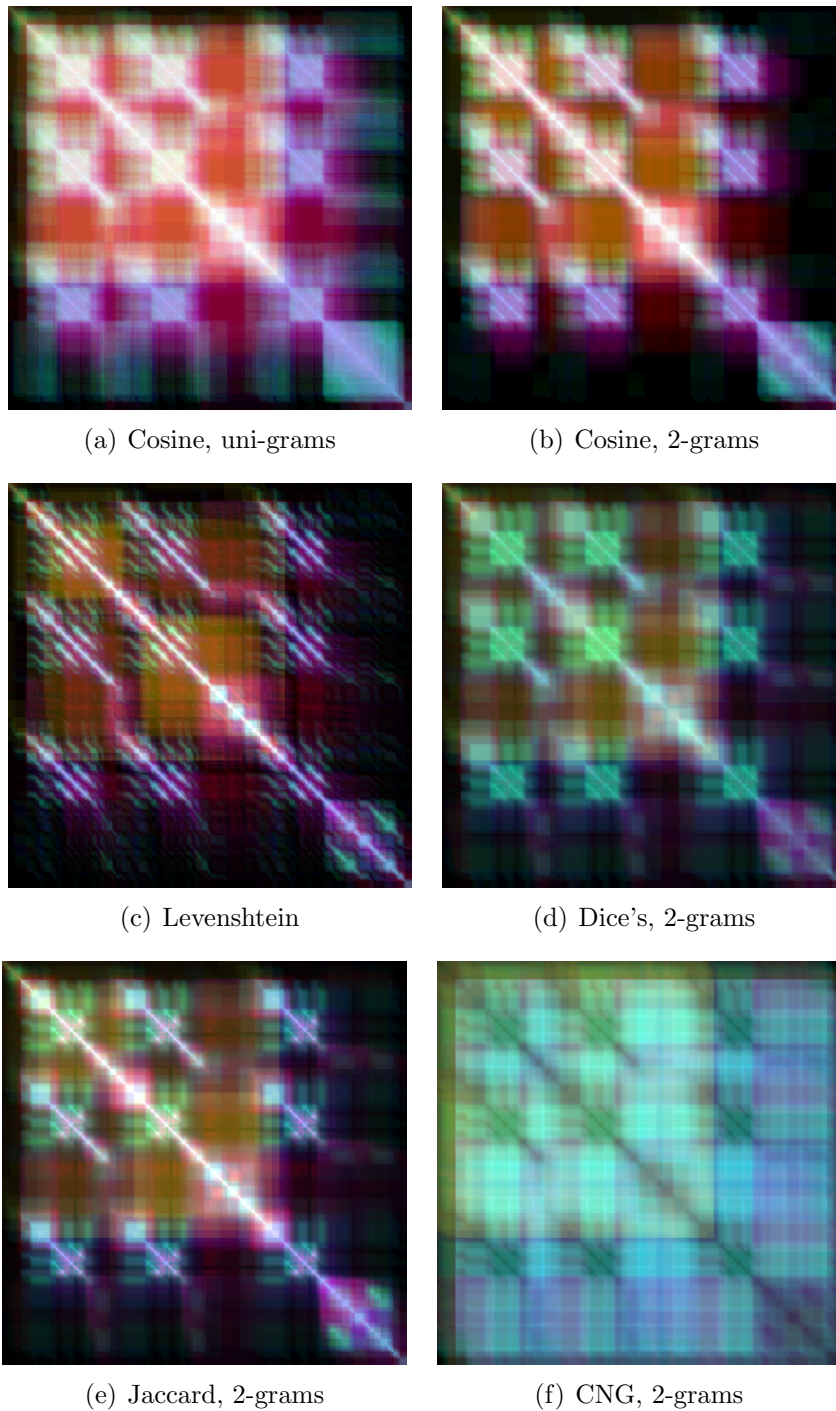 (a) Cosine, uni-grams
(b) Cosine, 2-grams
(c) Levenshtein
(d) Dice's, 2-grams
(e) Jaccard, 2-grams
(f) CNG, 2-grams